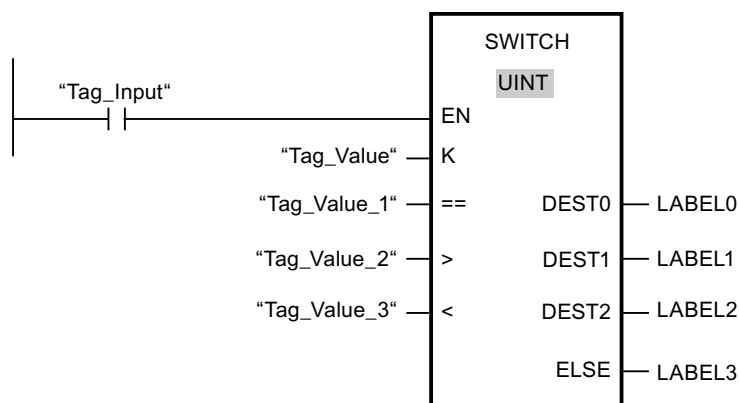 SWITCH
UINT
“Tag_Input“
EN
“Tag_Value“ K
“Tag_Value_1“ == DEST0 LABEL0
“Tag_Value_2“ > DEST1 LABEL1
“Tag_Value_3“ < DEST2 LABEL2
ELSE LABEL3